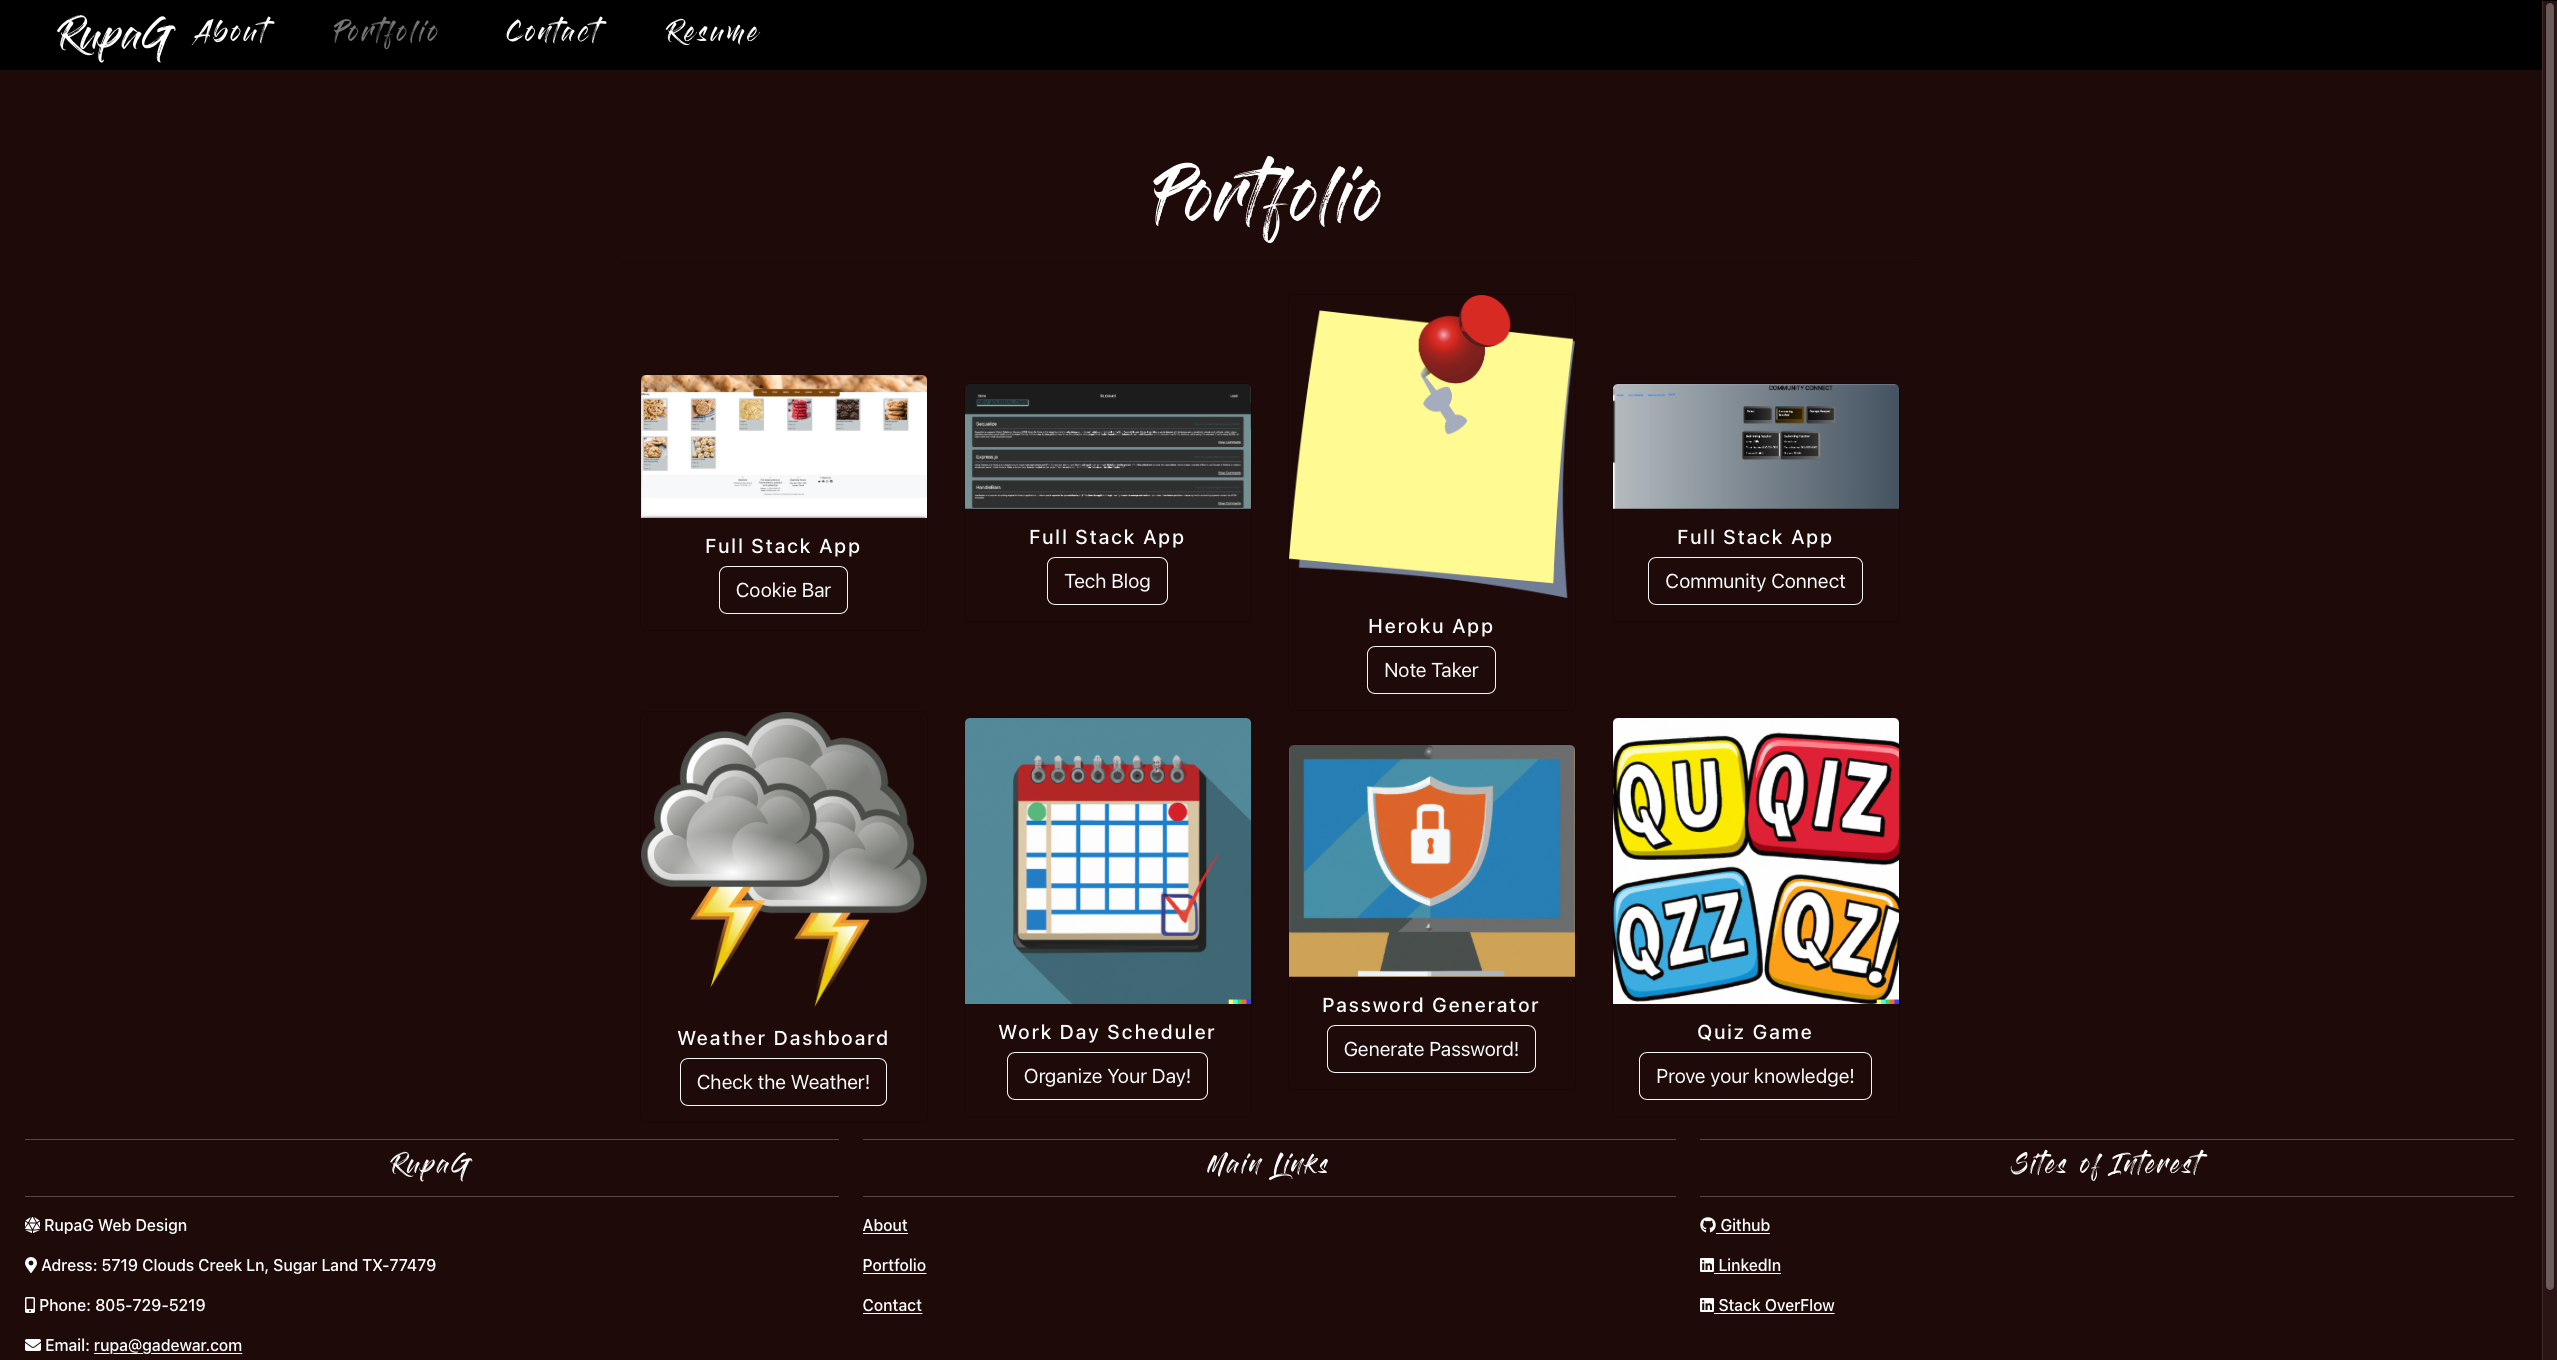 RupaG About Portfolio Contact Resume
Portfolio
COMMUNITY CONNECT
Sequelize
Express.js
Handlebars
Full Stack App
Cookie Bar
Full Stack App
Tech Blog
Heroku App
Note Taker
Full Stack App
Community Connect
QU QIZ
QZZ QZ!
Weather Dashboard
Check the Weather!
Work Day Scheduler
Organize Your Day!
Password Generator
Generate Password!
Quiz Game
Prove your knowledge!
RupaG
RupaG Web Design
Adress: 5719 Clouds Creek Ln, Sugar Land TX-77479
Phone: 805-729-5219
Email: rupa@gadewar.com
Main Links
About
Portfolio
Contact
Sites of Interest
Github
LinkedIn
Stack OverFlow